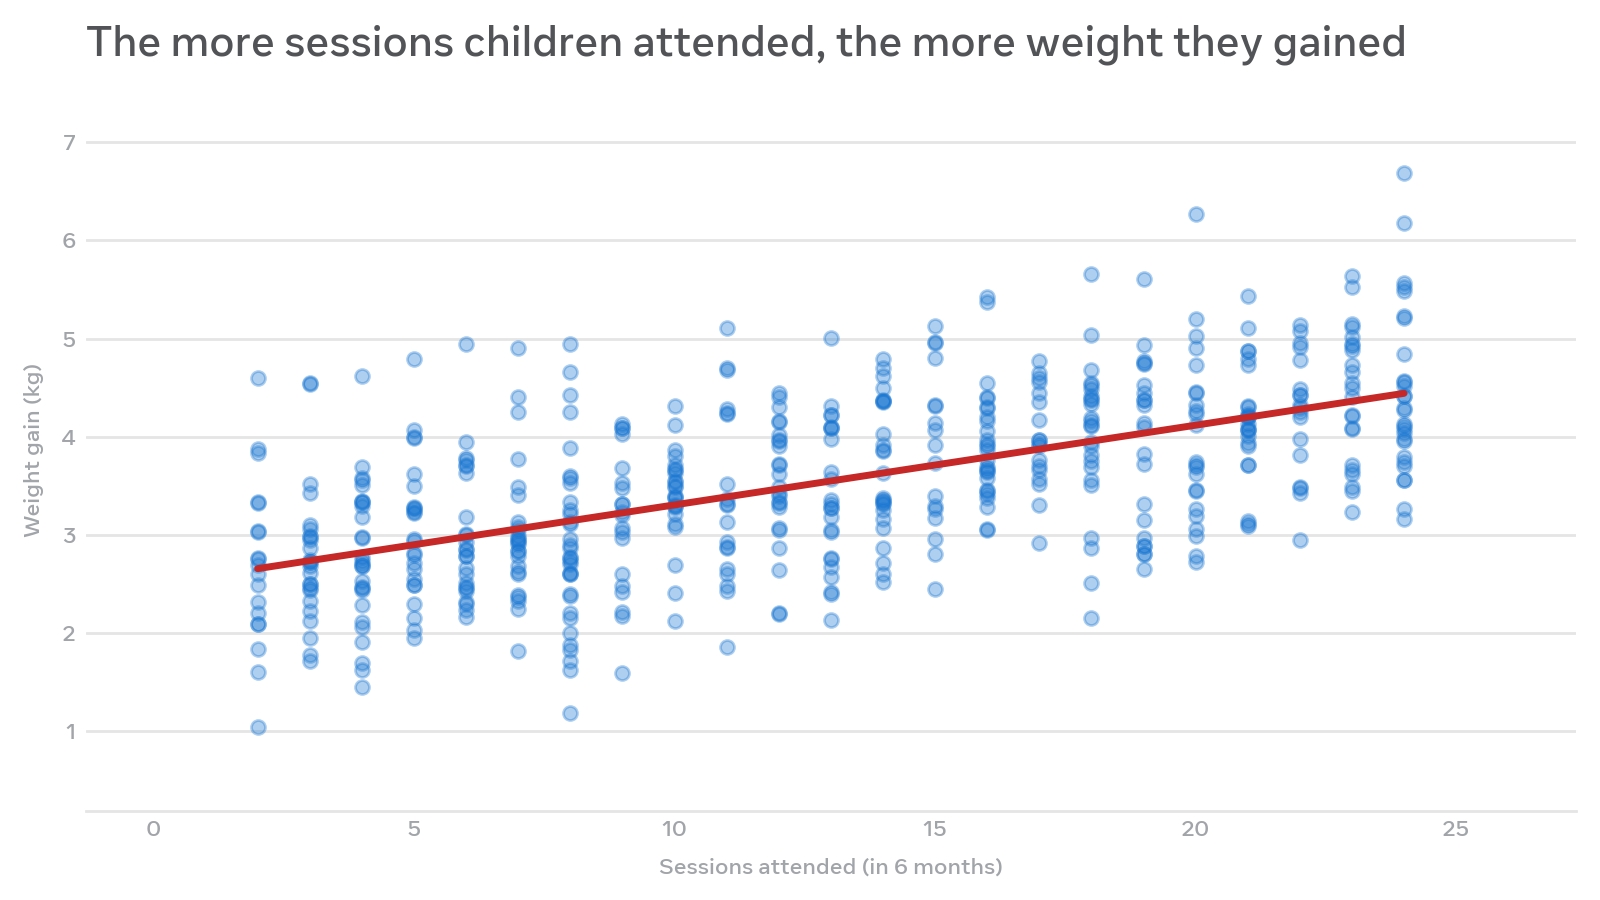 The more sessions children attended, the more weight they gained
7
6
5
4
3
2
1
Weight gain (kg)
0 5 10 15 20 25
Sessions attended (in 6 months)